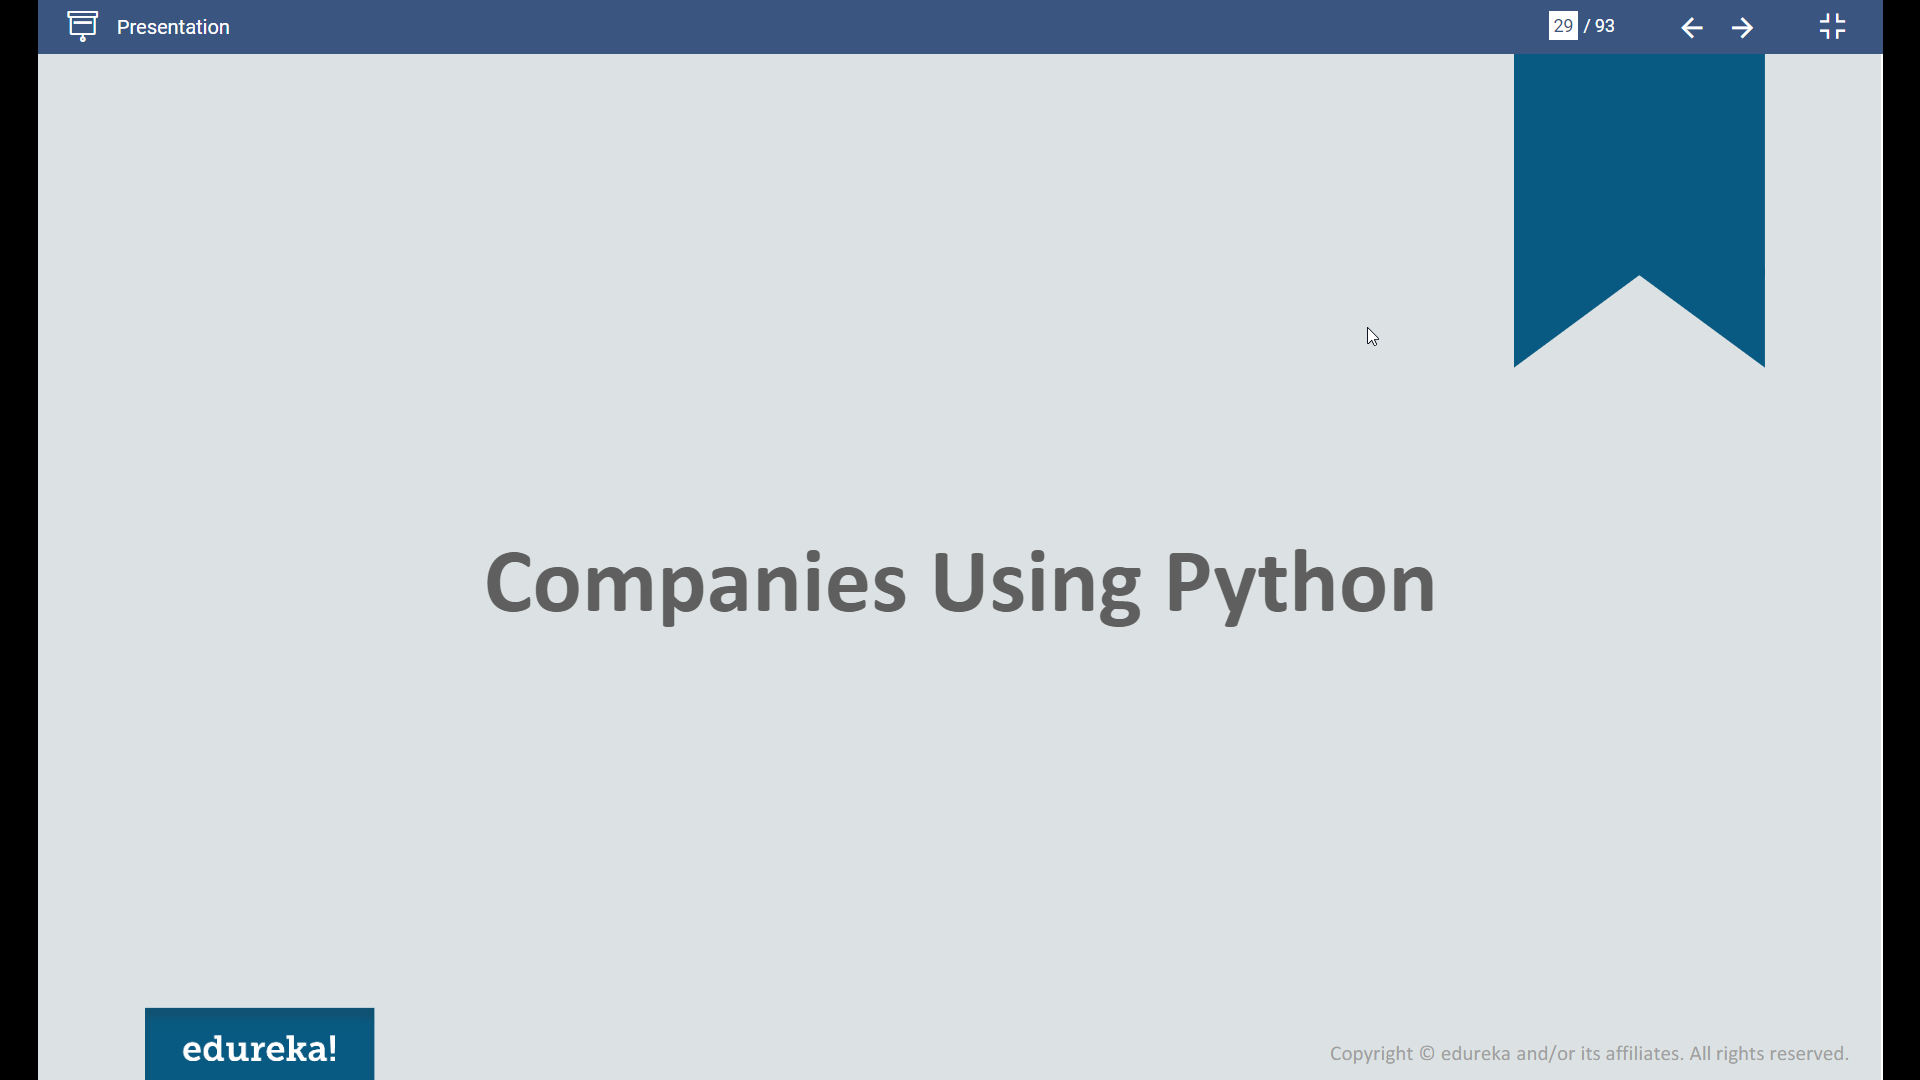 Presentation
29 / 93
Companies Using Python
edureka!
Copyright © edureka and/or its affiliates. All rights reserved.